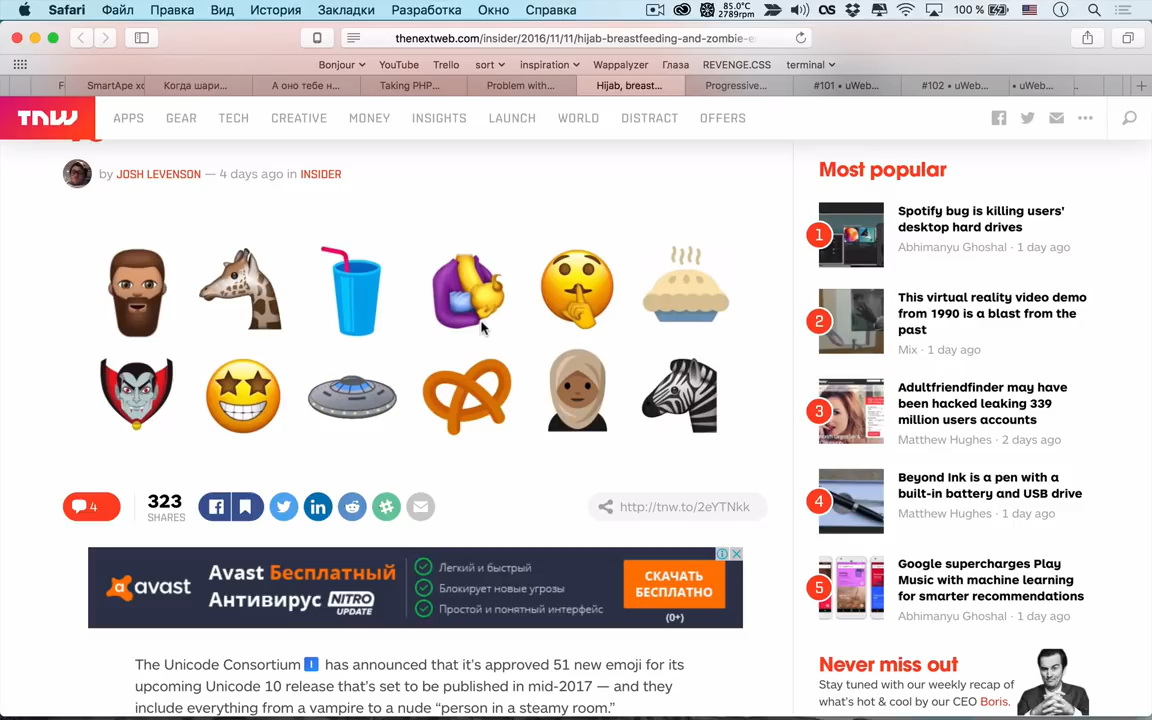 Safari Файл Правка Вид История Закладки Разработка Окно Справка 85.0°C 2789rpm 100 %
thenextweb.com/insider/2016/11/11/hijab-breastfeeding-and-zombie-e
Bonjour YouTube Trello sort inspiration Wappalyzer Глаза REVENGE.CSS terminal
F SmartApe хо Когда шари... А оно тебе н... Taking PHP... Problem with... Hijab, breast... Progressive... #101 • uWeb... #102 • uWeb... • uWeb...
TNW APPS GEAR TECH CREATIVE MONEY INSIGHTS LAUNCH WORLD DISTRACT OFFERS
by JOSH LEVENSON — 4 days ago in INSIDER
4
323
SHARES
http://tnw.to/2eYTNkk
avast
Avast Бесплатный
Антивирус NITRO UPDATE
Легкий и быстрый
Блокирует новые угрозы
Простой и понятный интерфейс
СКАЧАТЬ
БЕСПЛАТНО
(0+)
The Unicode Consortium has announced that it's approved 51 new emoji for its
upcoming Unicode 10 release that's set to be published in mid-2017 — and they
include everything from a vampire to a nude “person in a steamy room.”
Most popular
1
Spotify bug is killing users'
desktop hard drives
Abhimanyu Ghoshal · 1 day ago
2
This virtual reality video demo
from 1990 is a blast from the
past
Mix · 1 day ago
3
Adultfriendfinder may have
been hacked leaking 339
million users accounts
Matthew Hughes · 2 days ago
4
Beyond Ink is a pen with a
built-in battery and USB drive
Matthew Hughes · 1 day ago
5
Google supercharges Play
Music with machine learning
for smarter recommendations
Abhimanyu Ghoshal · 1 day ago
Never miss out
Stay tuned with our weekly recap of
what's hot & cool by our CEO Boris.